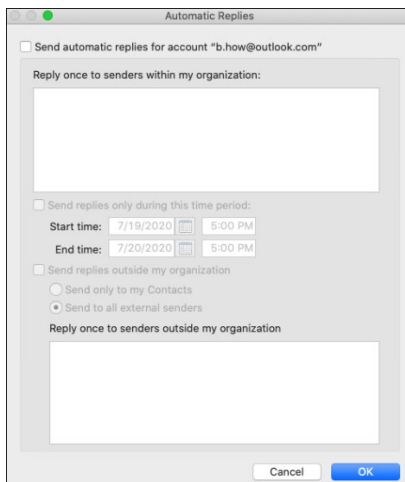 Automatic Replies
Send automatic replies for account “b.how@outlook.com”
Reply once to senders within my organization:
Send replies only during this time period:
Start time: 7/19/2020 5:00 PM
End time: 7/20/2020 5:00 PM
Send replies outside my organization
Send only to my Contacts
Send to all external senders
Reply once to senders outside my organization
Cancel OK